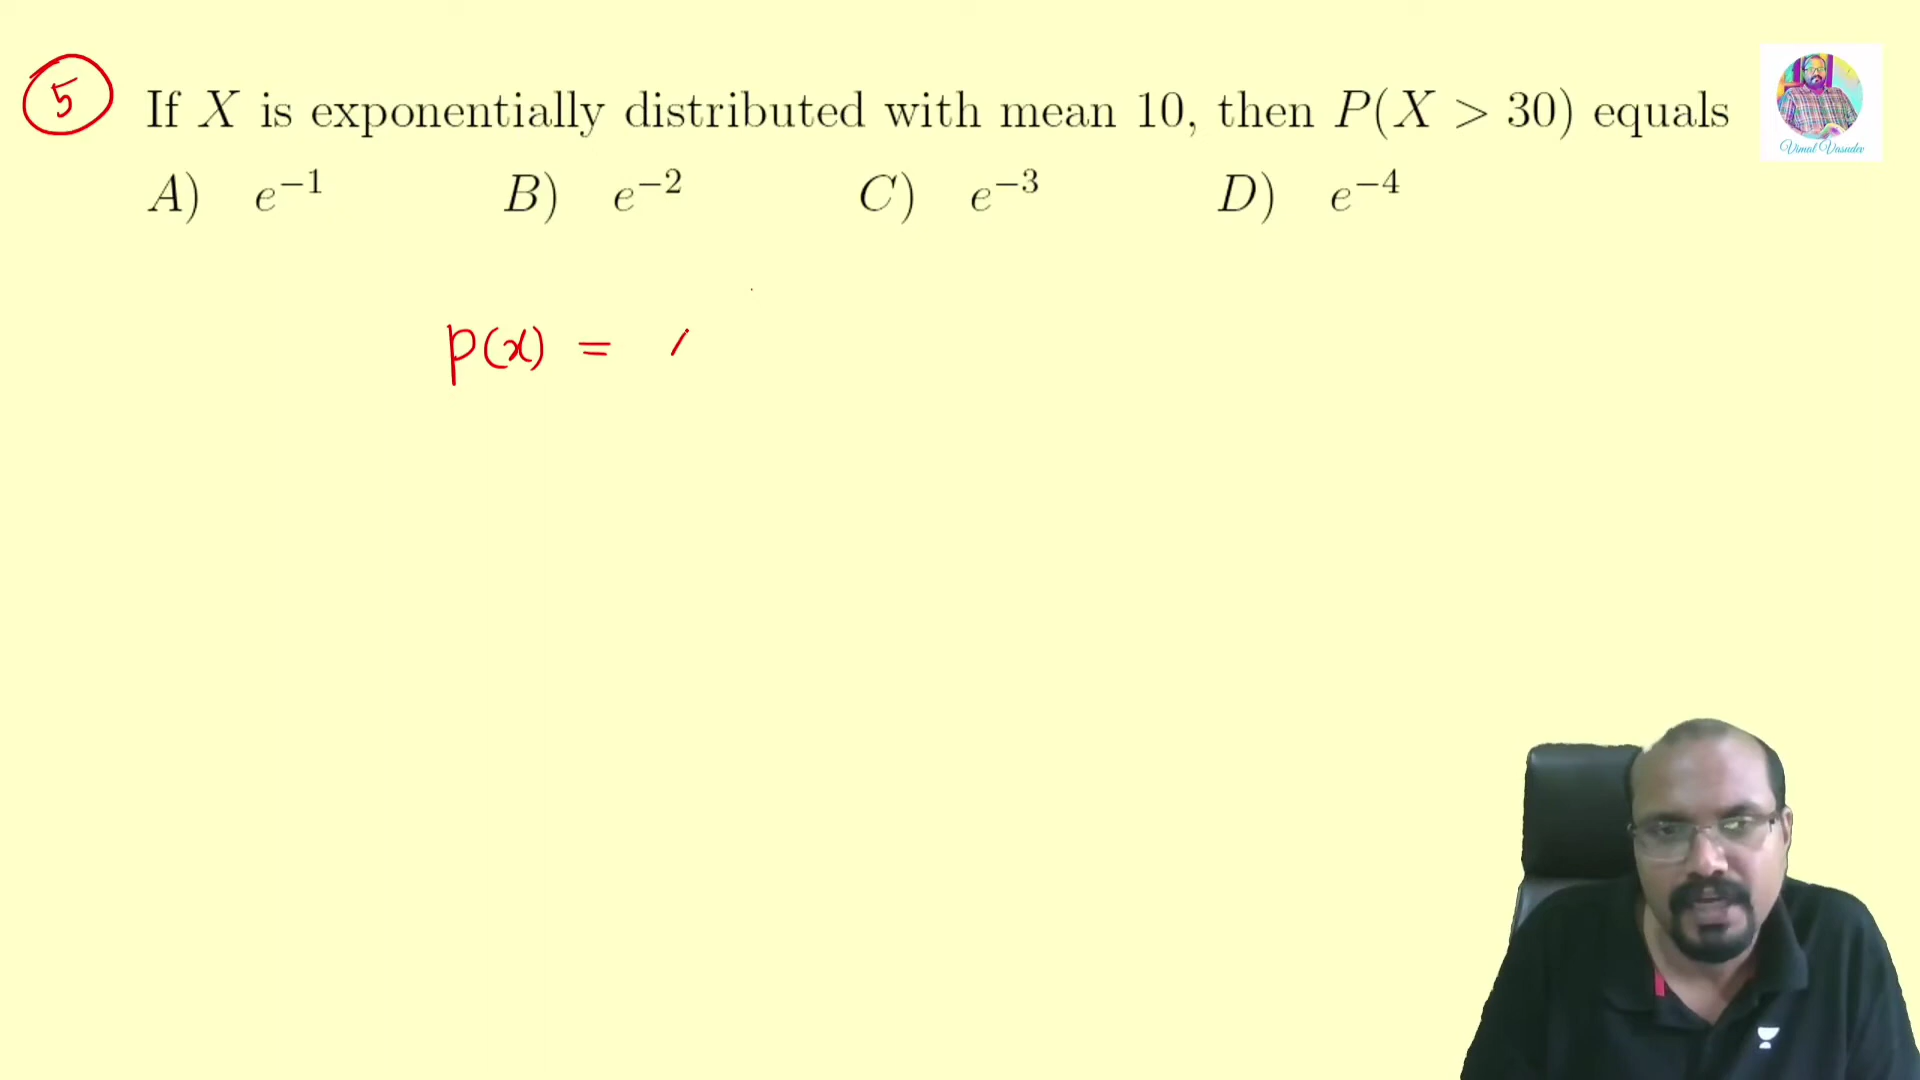 5 If X is exponentially distributed with mean 10, then P(X > 30) equals
A) e^{-1} B) e^{-2} C) e^{-3} D) e^{-4}
p(x) =
Vimal Vasudev